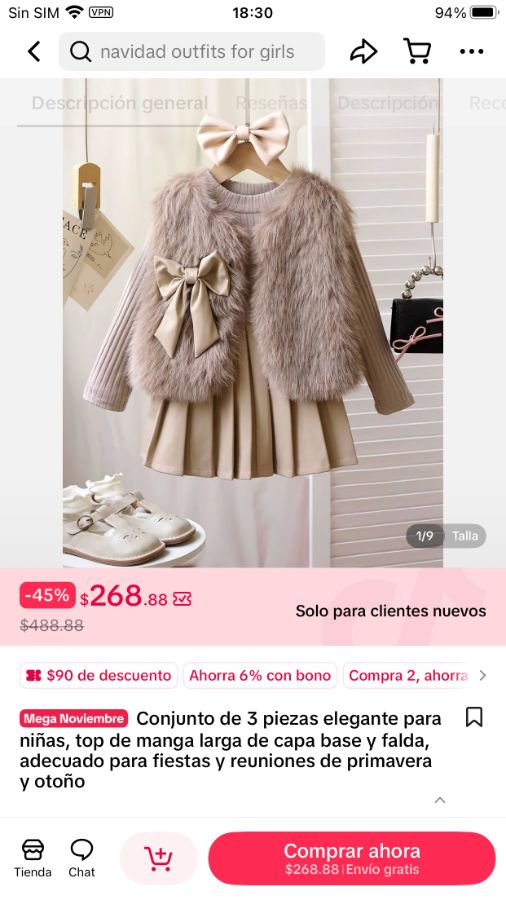 Sin SIM VPN 18:30 94%
navidad outfits for girls
Descripción general Reseñas Descripción Reco
ACE
1/9 Talla
-45% $268.88
Solo para clientes nuevos
$488.88
$90 de descuento Ahorra 6% con bono Compra 2, ahorra
Mega Noviembre Conjunto de 3 piezas elegante para
niñas, top de manga larga de capa base y falda,
adecuado para fiestas y reuniones de primavera
y otoño
Comprar ahora
Tienda Chat $268.88 | Envío gratis